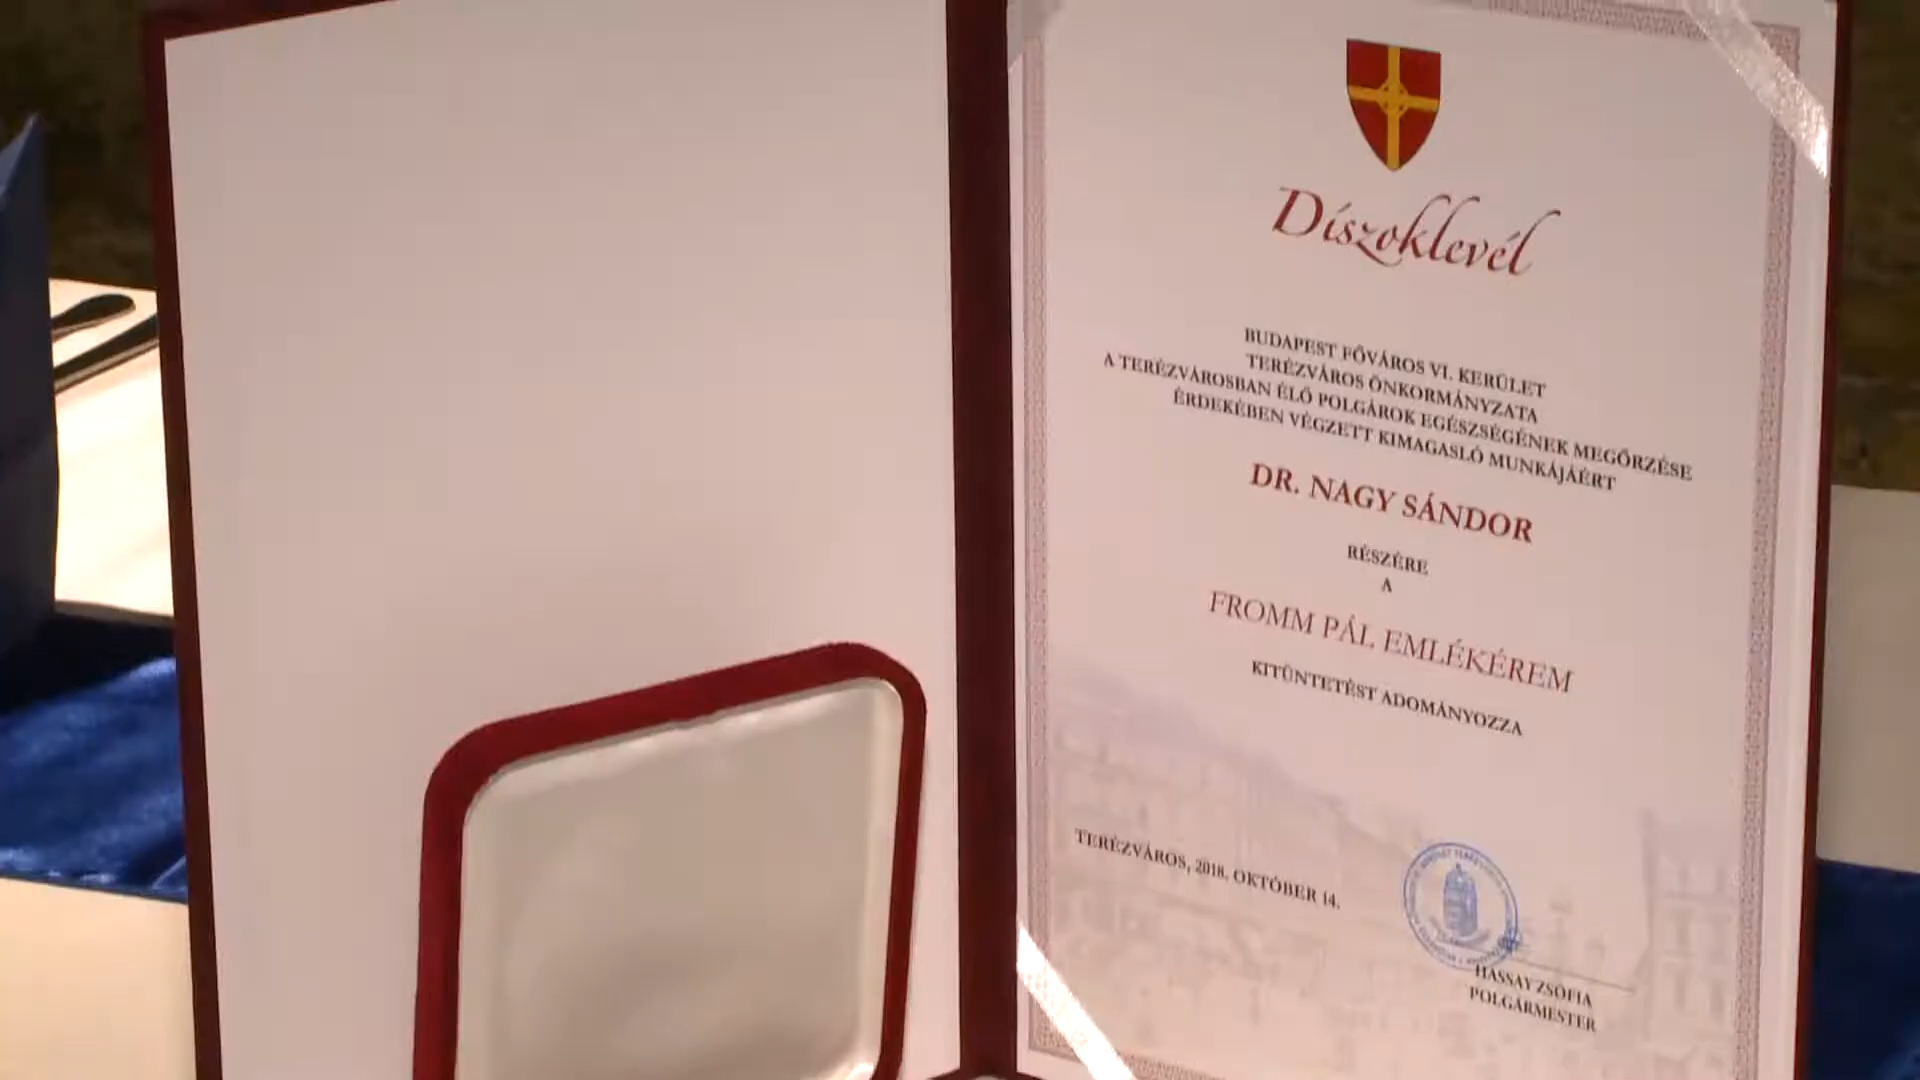 Díszoklevél
BUDAPEST FŐVÁROS VI. KERÜLET
TERÉZVÁROS ÖNKORMÁNYZATA
A TERÉZVÁROSBAN ÉLŐ POLGÁROK EGÉSZSÉGÉNEK MEGŐRZÉSE
ÉRDEKÉBEN VÉGZETT KIMAGASLÓ MUNKÁJÁÉRT
DR. NAGY SÁNDOR
RÉSZÉRE
A
FROMM PÁL EMLÉKÉREM
KITÜNTETÉST ADOMÁNYOZZA
TERÉZVÁROS, 2018. OKTÓBER 14.
HASSAY ZSÓFIA
POLGÁRMESTER